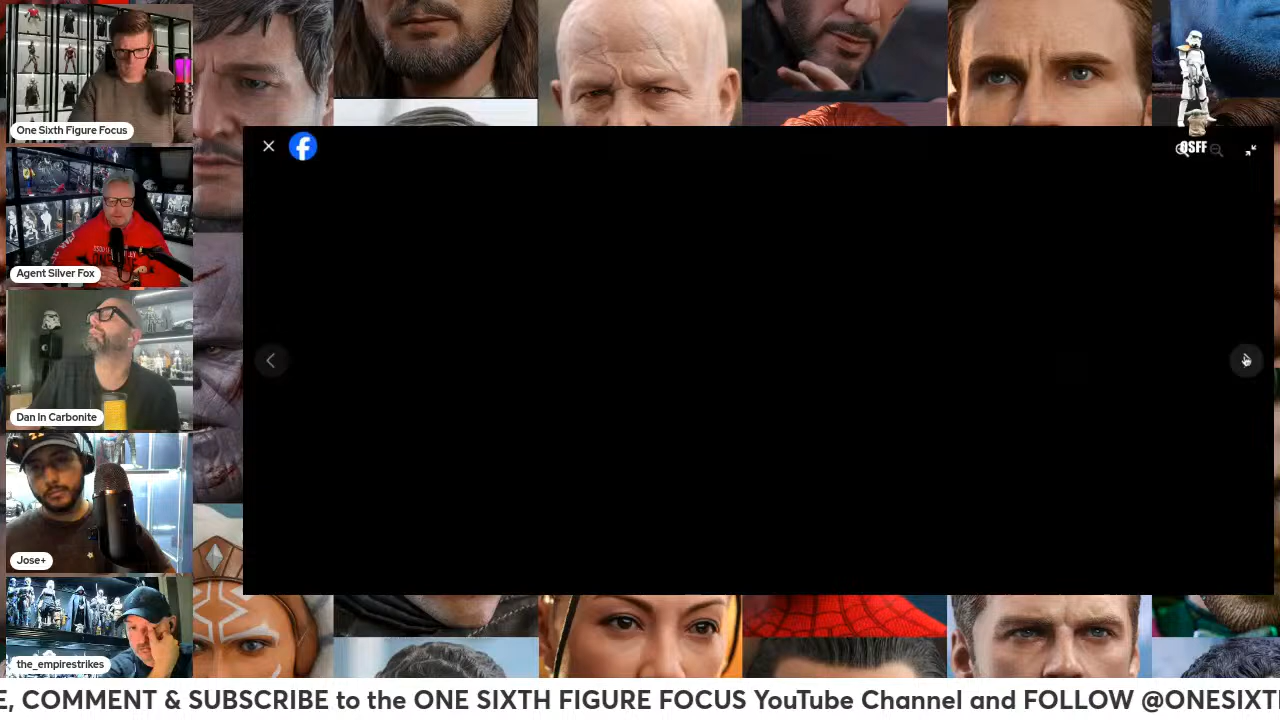 One Sixth Figure Focus
Agent Silver Fox
Dan In Carbonite
Jose+
the_empirestrikes
OSFF
E, COMMENT & SUBSCRIBE to the ONE SIXTH FIGURE FOCUS YouTube Channel and FOLLOW @ONESIXT